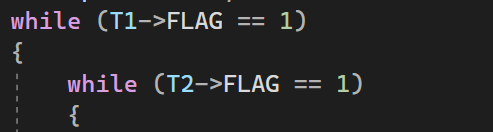 while (T1->FLAG == 1)
{
while (T2->FLAG == 1)
{